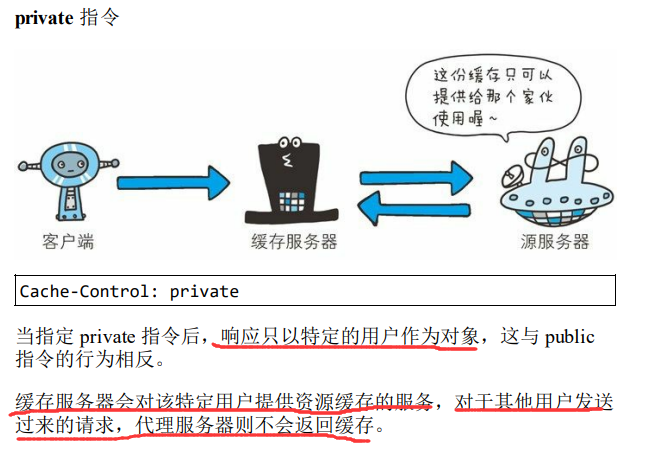 private 指令
这份缓存只可以
提供给那个家伙
使用喔~
客户端
缓存服务器
源服务器
Cache-Control: private
当指定 private 指令后，响应只以特定的用户作为对象，这与 public
指令的行为相反。
缓存服务器会对该特定用户提供资源缓存的服务，对于其他用户发送
过来的请求，代理服务器则不会返回缓存。